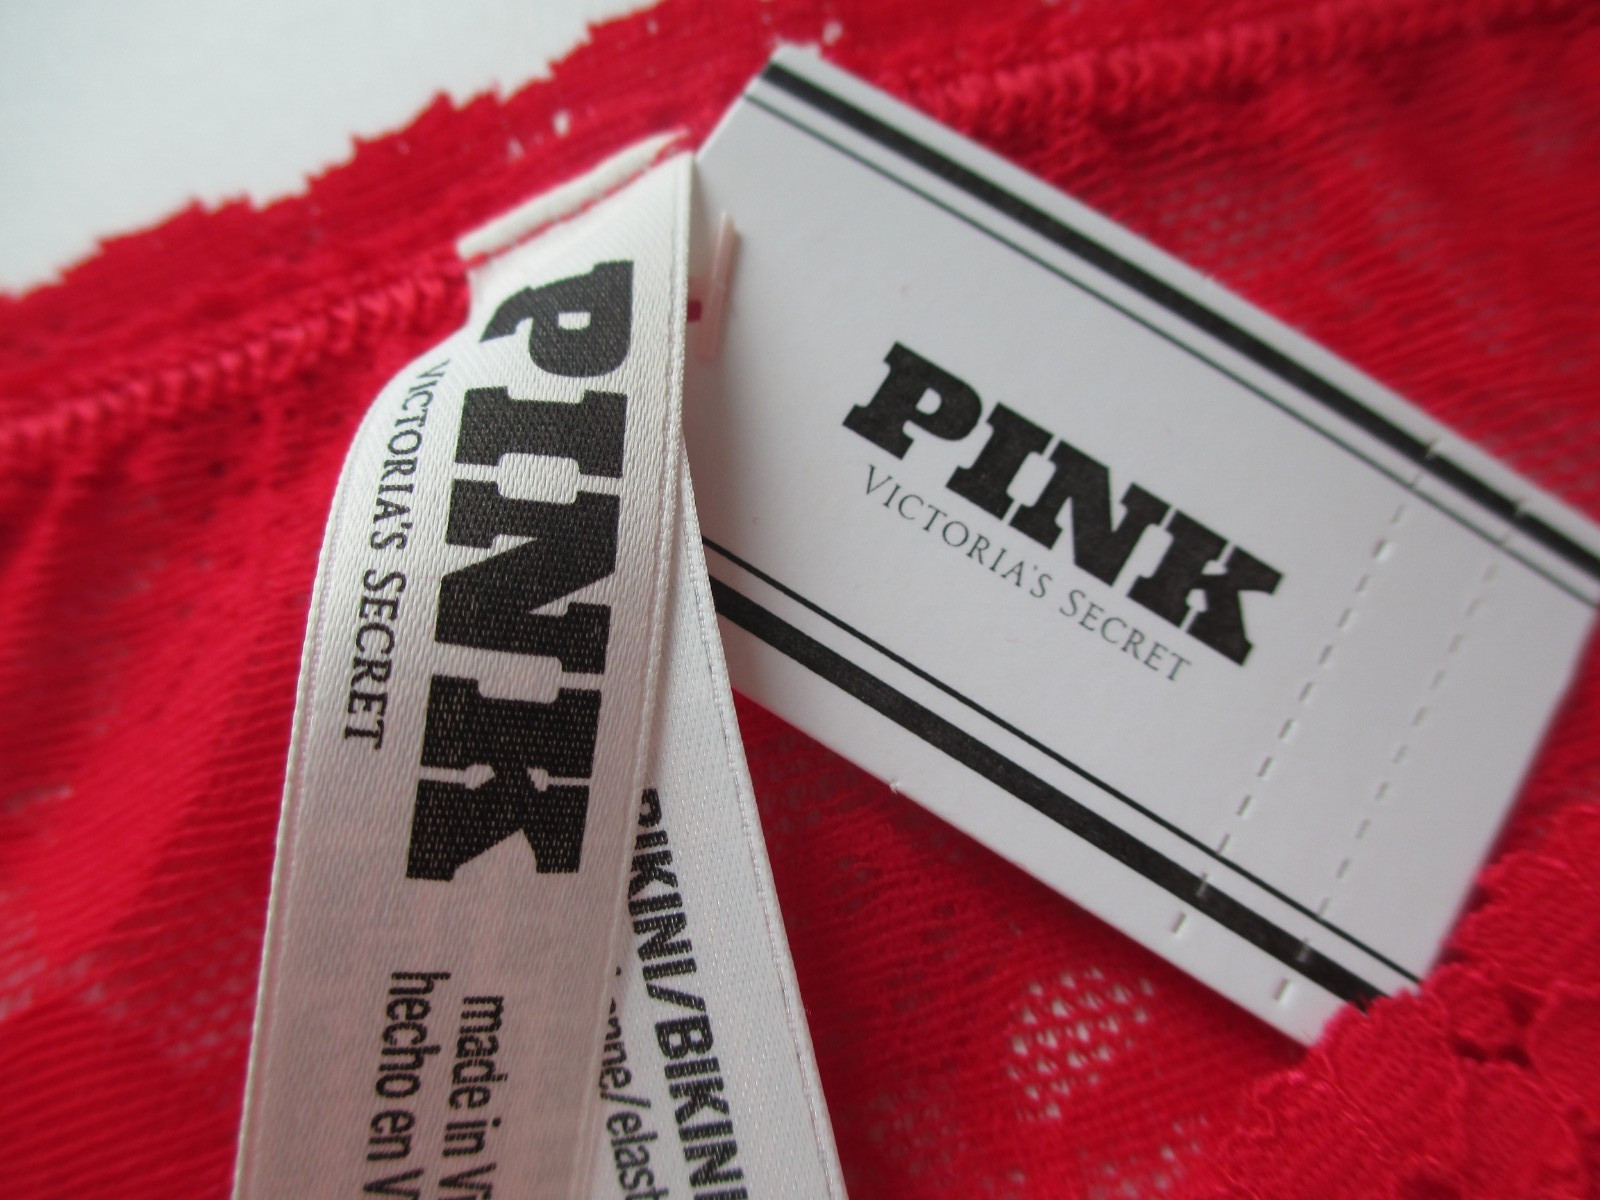 PINK
VICTORIA'S SECRET
made in
hecho en
BIKINI/BIKINI
PINK
VICTORIA'S SECRET